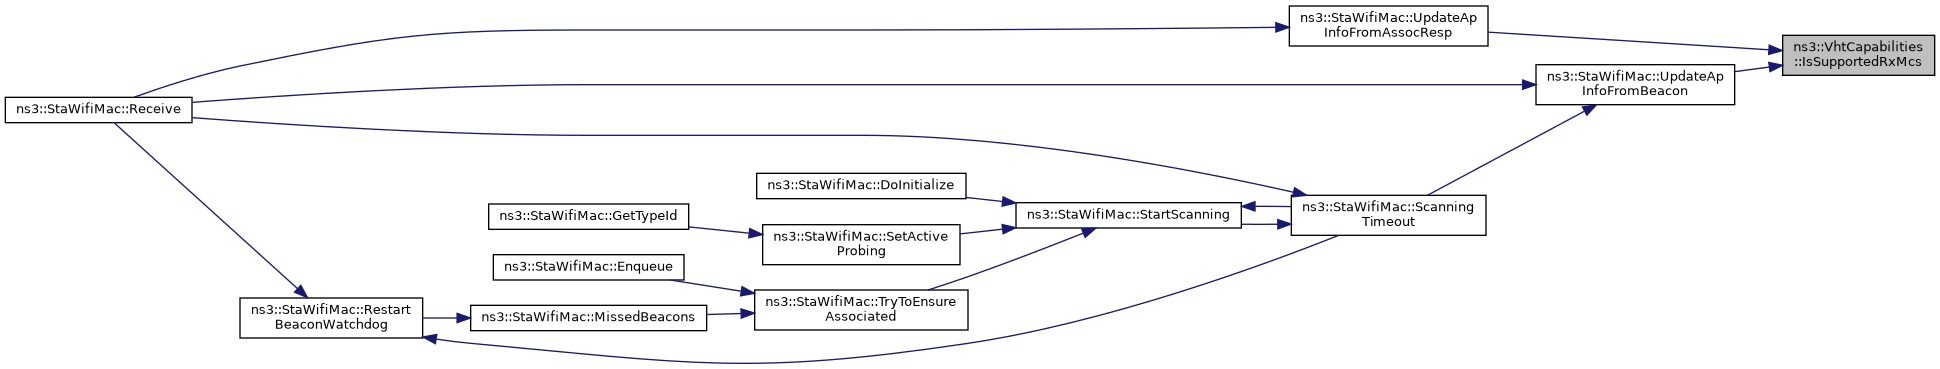 ns3::StaWifiMac::UpdateAp
InfoFromAssocResp
ns3::VhtCapabilities
::IsSupportedRxMcs
ns3::StaWifiMac::UpdateAp
InfoFromBeacon
ns3::StaWifiMac::Receive
ns3::StaWifiMac::DoInitialize
ns3::StaWifiMac::GetTypeId
ns3::StaWifiMac::StartScanning
ns3::StaWifiMac::Scanning
Timeout
ns3::StaWifiMac::SetActive
Probing
ns3::StaWifiMac::Enqueue
ns3::StaWifiMac::TryToEnsure
Associated
ns3::StaWifiMac::Restart
BeaconWatchdog
ns3::StaWifiMac::MissedBeacons